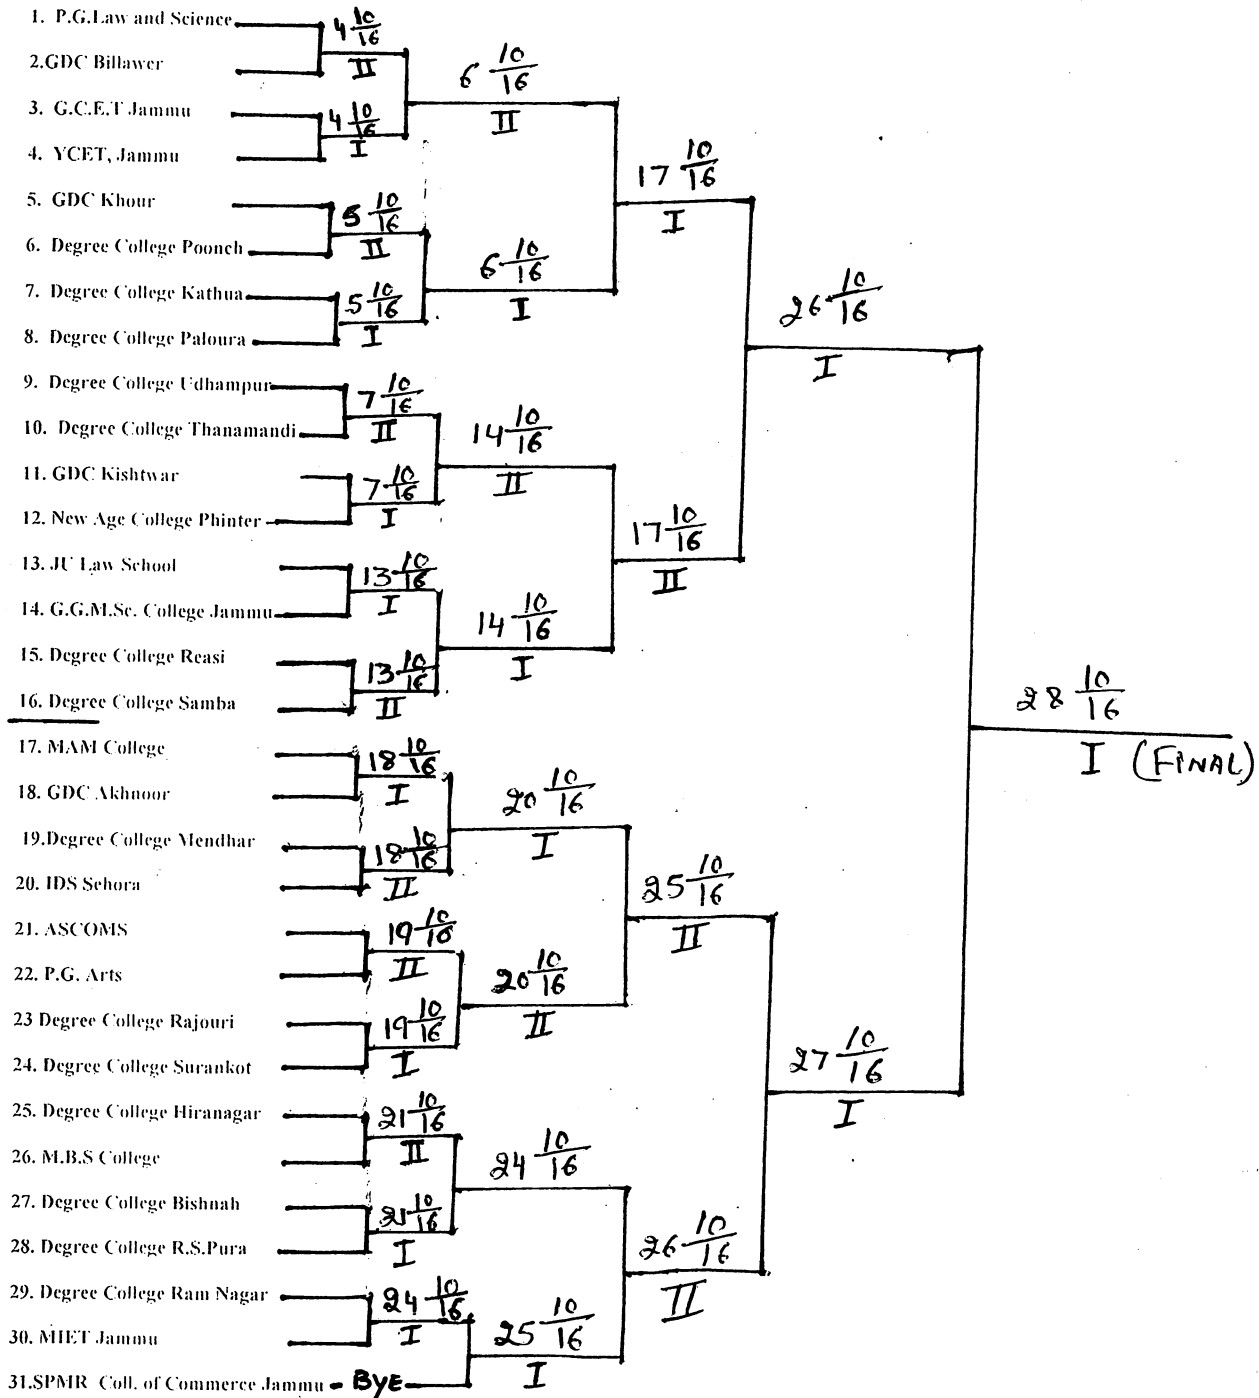 1. P.G.Law and Science
2.GDC Billawer
3. G.C.E.T Jammu
4. YCET, Jammu
5. GDC Khour
6. Degree College Poonch
7. Degree College Kathua
8. Degree College Paloura
9. Degree College Udhampur
10. Degree College Thanamandi
11. GDC Kishtwar
12. New Age College Phinter
13. JU Law School
14. G.G.M.Sc. College Jammu
15. Degree College Reasi
16. Degree College Samba
17. MAM College
18. GDC Akhnoor
19.Degree College Mendhar
20. IDS Sehora
21. ASCOMS
22. P.G. Arts
23 Degree College Rajouri
24. Degree College Surankot
25. Degree College Hiranagar
26. M.B.S College
27. Degree College Bishnah
28. Degree College R.S.Pura
29. Degree College Ram Nagar
30. MIET Jammu
31.SPMR Coll. of Commerce Jammu - BYE
4 10/16
II
4 10/16
I
5 10/16
II
5 10/16
I
7 10/16
II
7 10/16
I
13 10/16
I
13 10/16
II
18 10/16
I
18 10/16
II
19 10/16
II
19 10/16
I
21 10/16
II
21 10/16
I
24 10/16
I
6 10/16
II
6 10/16
I
14 10/16
II
14 10/16
I
20 10/16
I
20 10/16
II
24 10/16
25 10/16
I
17 10/16
I
17 10/16
II
25 10/16
II
26 10/16
II
26 10/16
I
27 10/16
I
28 10/16
I (FINAL)